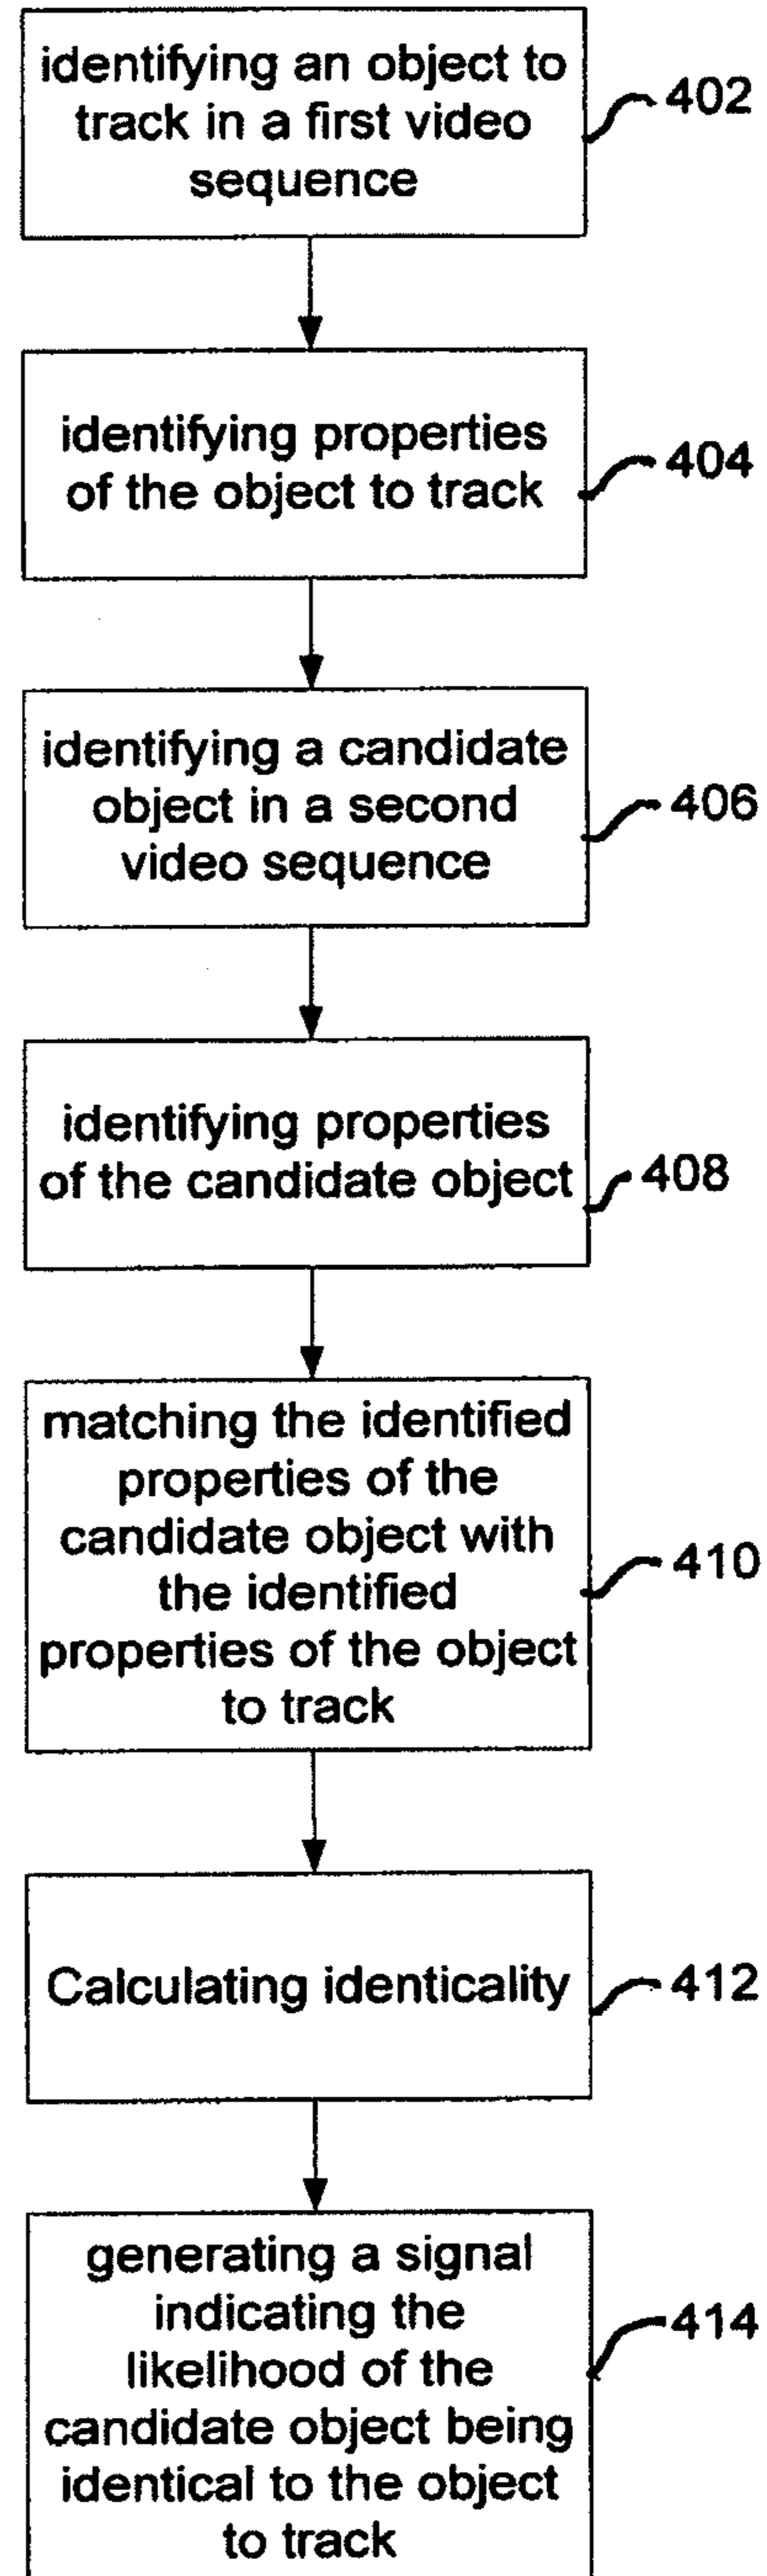 identifying an object to
track in a first video
sequence
402
identifying properties
of the object to track
404
identifying a candidate
object in a second
video sequence
406
identifying properties
of the candidate object
408
matching the identified
properties of the
candidate object with
the identified
properties of the object
to track
410
Calculating identicality
412
generating a signal
indicating the
likelihood of the
candidate object being
identical to the object
to track
414